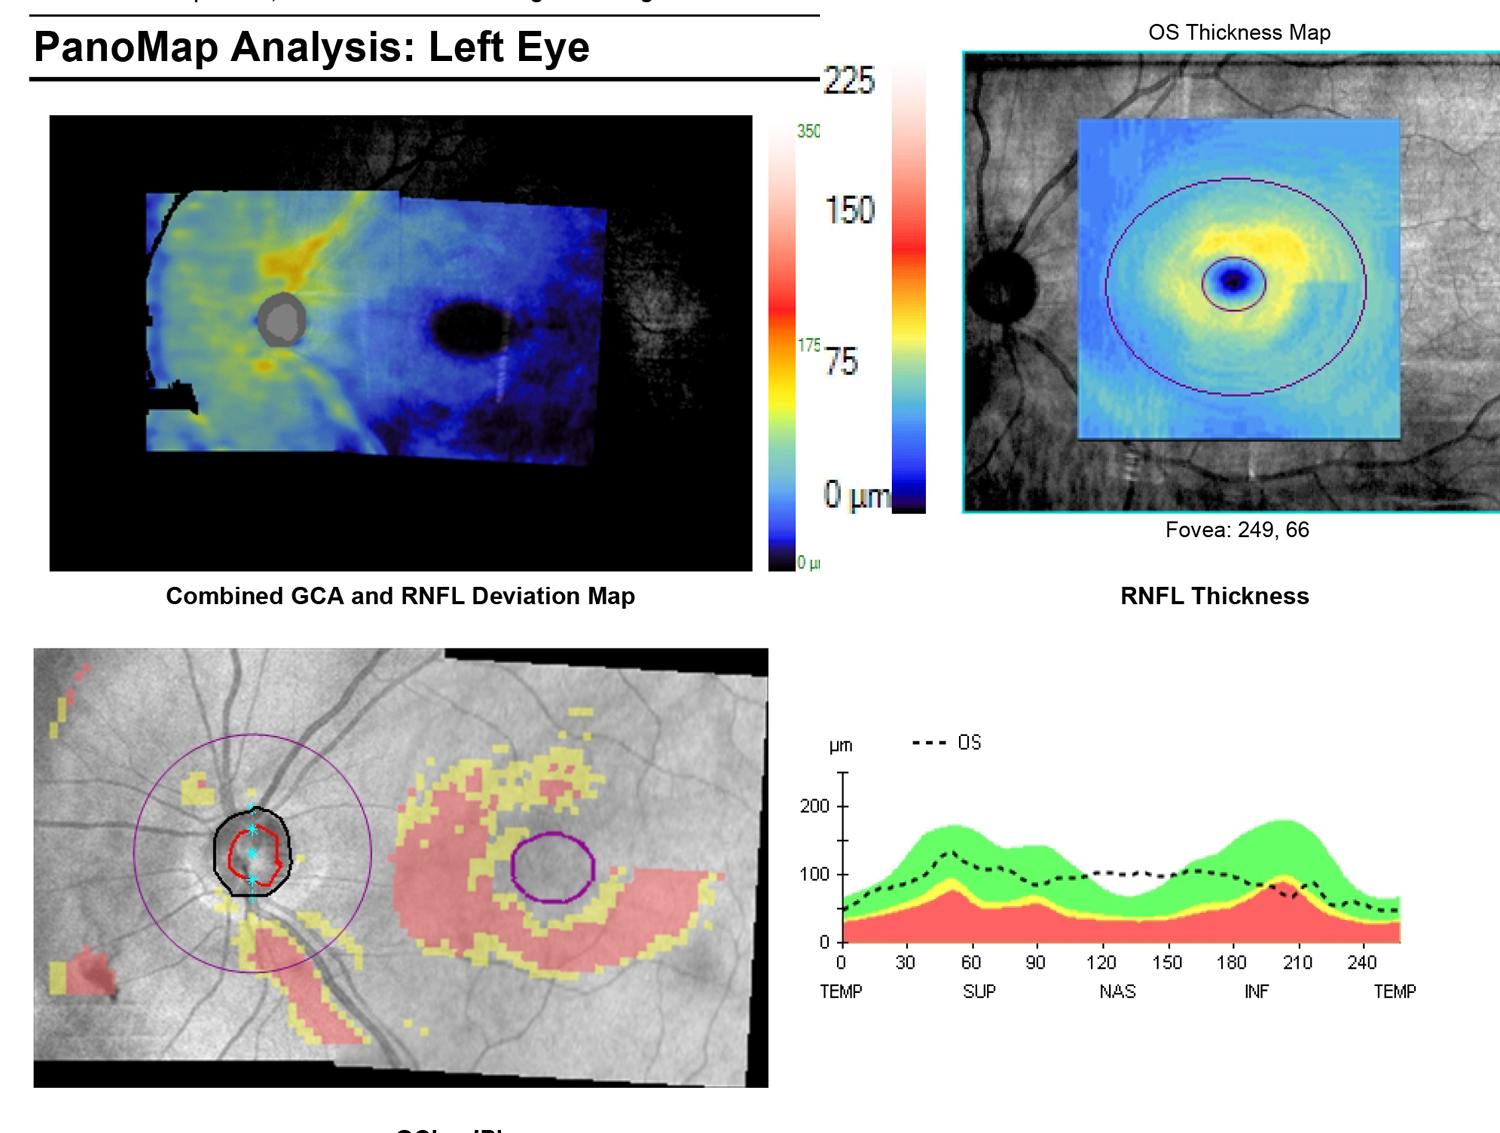 PanoMap Analysis: Left Eye
OS Thickness Map
350
175
225
150
75
0 µm
Fovea: 249, 66
Combined GCA and RNFL Deviation Map
RNFL Thickness
µm
OS
200
100
0
0 30 60 90 120 150 180 210 240
TEMP SUP NAS INF TEMP